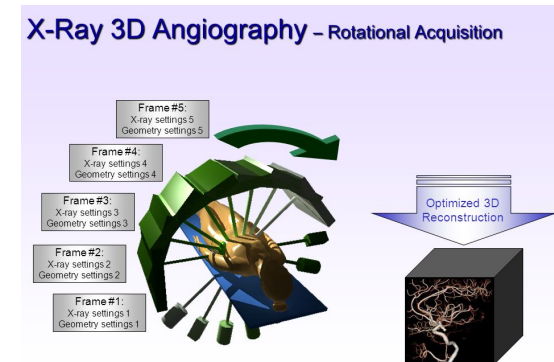 X-Ray 3D Angiography – Rotational Acquisition
Frame #5:
X-ray settings 5
Geometry settings 5
Frame #4:
X-ray settings 4
Geometry settings 4
Frame #3:
X-ray settings 3
Geometry settings 3
Frame #2:
X-ray settings 2
Geometry settings 2
Frame #1:
X-ray settings 1
Geometry settings 1
Optimized 3D
Reconstruction